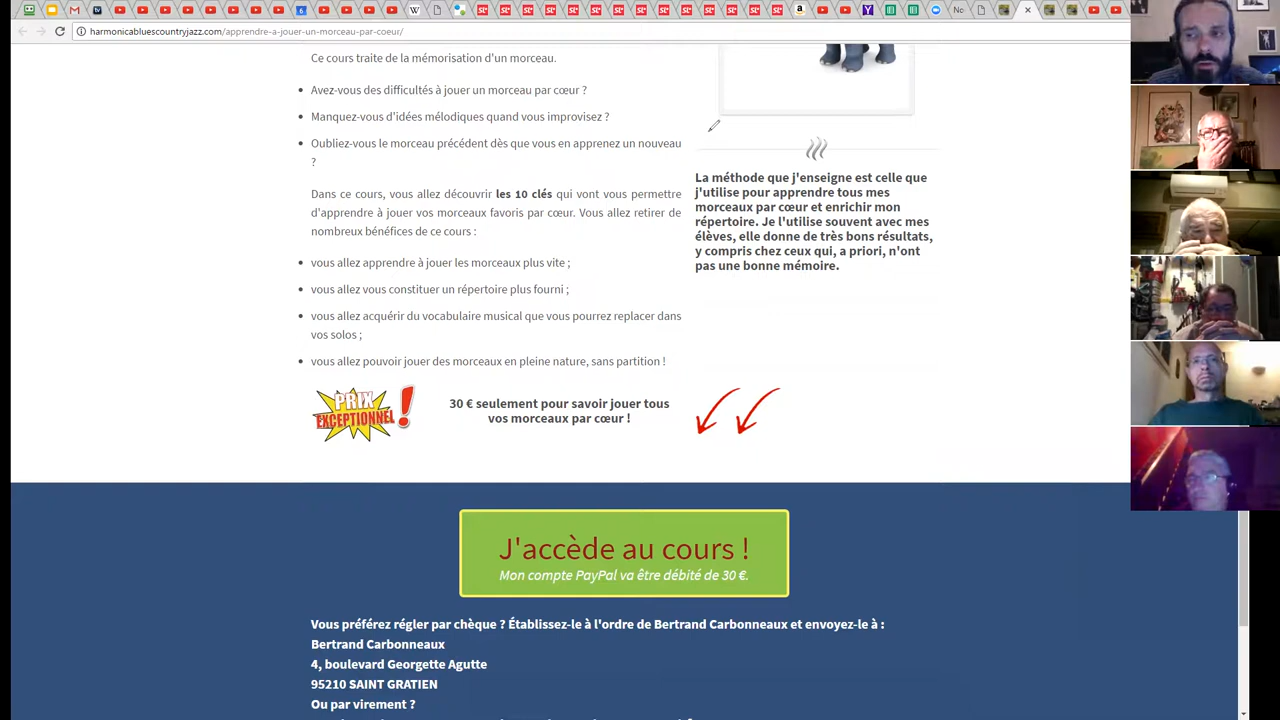 harmonicabluescountryjazz.com/apprendre-a-jouer-un-morceau-par-coeur/
Ce cours traite de la mémorisation d'un morceau.
Avez-vous des difficultés à jouer un morceau par cœur ?
Manquez-vous d'idées mélodiques quand vous improvisez ?
Oubliez-vous le morceau précédent dès que vous en apprenez un nouveau
?
Dans ce cours, vous allez découvrir les 10 clés qui vont vous permettre
d'apprendre à jouer vos morceaux favoris par cœur. Vous allez retirer de
nombreux bénéfices de ce cours :
vous allez apprendre à jouer les morceaux plus vite ;
vous allez vous constituer un répertoire plus fourni ;
vous allez acquérir du vocabulaire musical que vous pourrez replacer dans
vos solos ;
vous allez pouvoir jouer des morceaux en pleine nature, sans partition !
La méthode que j'enseigne est celle que
j'utilise pour apprendre tous mes
morceaux par cœur et enrichir mon
répertoire. Je l'utilise souvent avec mes
élèves, elle donne de très bons résultats,
y compris chez ceux qui, a priori, n'ont
pas une bonne mémoire.
PRIX
EXCEPTIONNEL !
30 € seulement pour savoir jouer tous
vos morceaux par cœur !
J'accède au cours !
Mon compte PayPal va être débité de 30 €.
Vous préférez régler par chèque ? Établissez-le à l'ordre de Bertrand Carbonneaux et envoyez-le à :
Bertrand Carbonneaux
4, boulevard Georgette Agutte
95210 SAINT GRATIEN
Ou par virement ?